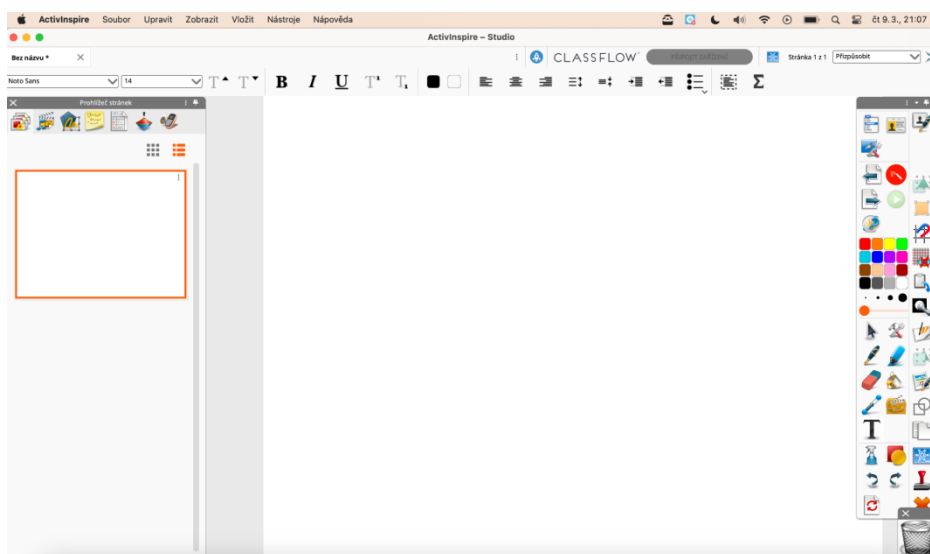 ActivInspire Soubor Upravit Zobrazit Vložit Nástroje Nápověda čt 9. 3., 21:07
ActivInspire – Studio
Bez názvu * CLASSFLOW Stránka 1 z 1 Přizpůsobit
Noto Sans 14
Prohlížeč stránek
1